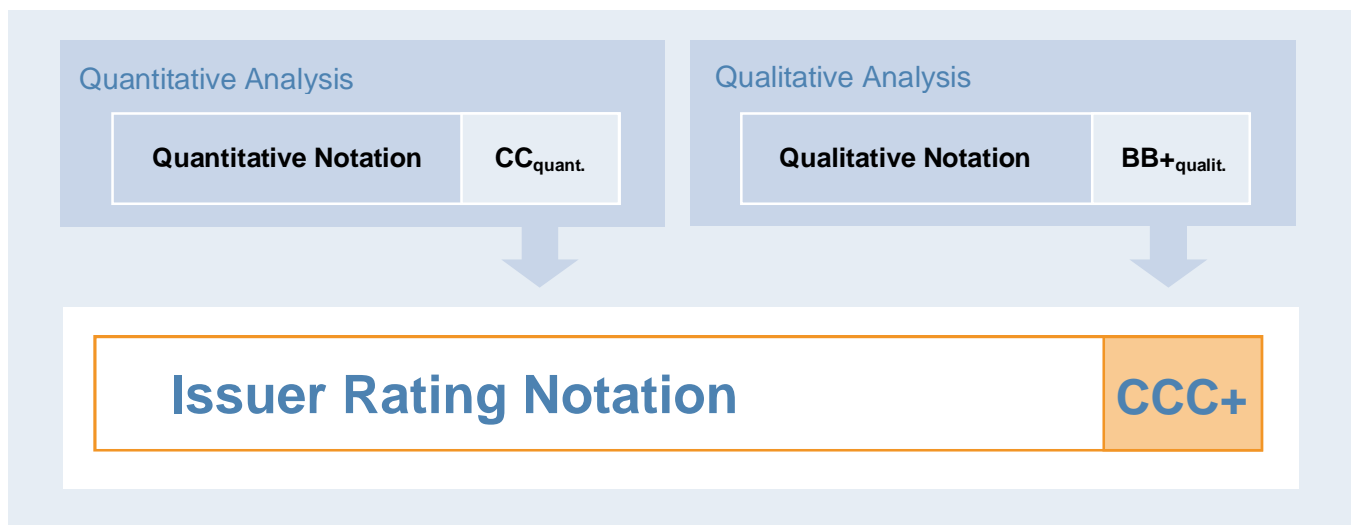 Quantitative Analysis
Quantitative Notation CCquant.
Qualitative Analysis
Qualitative Notation BB+qualit.
Issuer Rating Notation CCC+